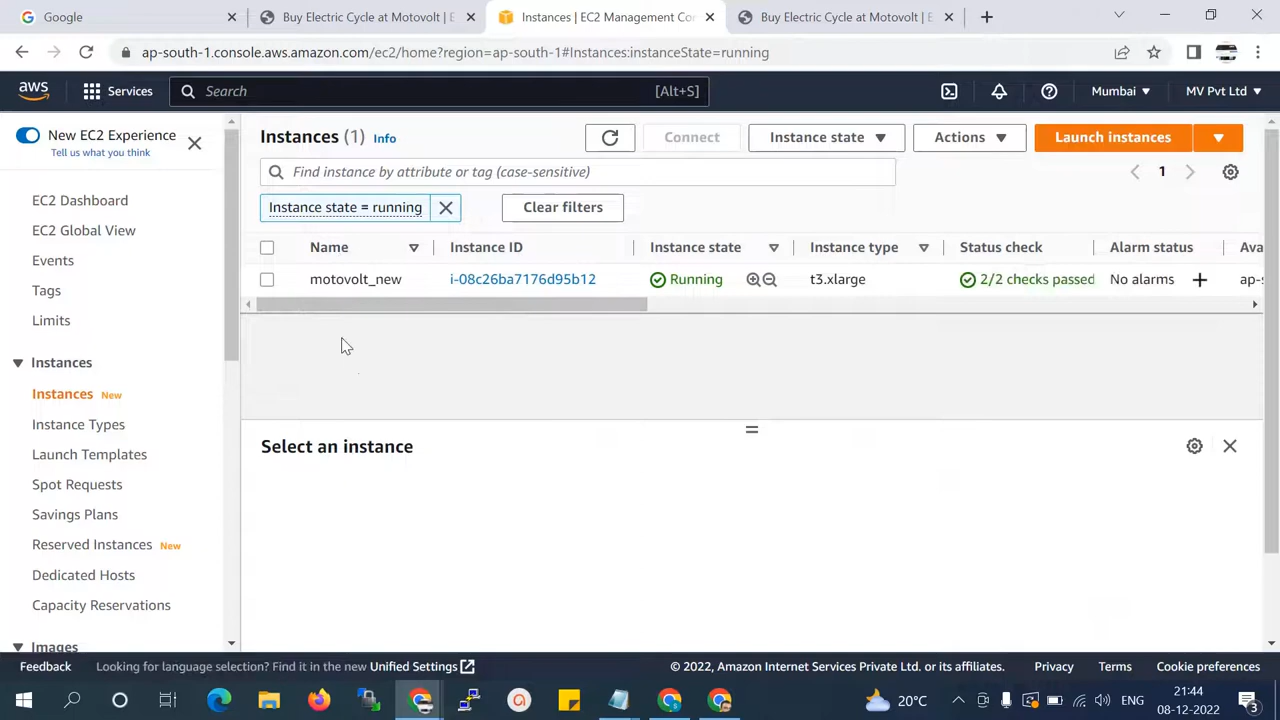 Google
Buy Electric Cycle at Motovolt | E
Instances | EC2 Management Con
Buy Electric Cycle at Motovolt | E
ap-south-1.console.aws.amazon.com/ec2/home?region=ap-south-1#Instances:instanceState=running
aws
Services
Search
[Alt+S]
Mumbai
MV Pvt Ltd
New EC2 Experience
Tell us what you think
EC2 Dashboard
EC2 Global View
Events
Tags
Limits
Instances
Instances New
Instance Types
Launch Templates
Spot Requests
Savings Plans
Reserved Instances New
Dedicated Hosts
Capacity Reservations
Images
Instances (1) Info
Connect
Instance state
Actions
Launch instances
Find instance by attribute or tag (case-sensitive)
1
Instance state = running
Clear filters
Name
Instance ID
Instance state
Instance type
Status check
Alarm status
Ava
motovolt_new
i-08c26ba7176d95b12
Running
t3.xlarge
2/2 checks passed
No alarms
ap-s
Select an instance
Feedback
Looking for language selection? Find it in the new Unified Settings
© 2022, Amazon Internet Services Private Ltd. or its affiliates.
Privacy
Terms
Cookie preferences
20°C
ENG
21:44
08-12-2022
3